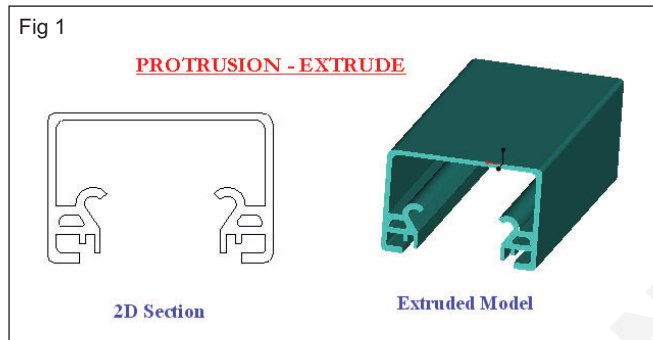 Fig 1
PROTRUSION - EXTRUDE
2D Section
Extruded Model